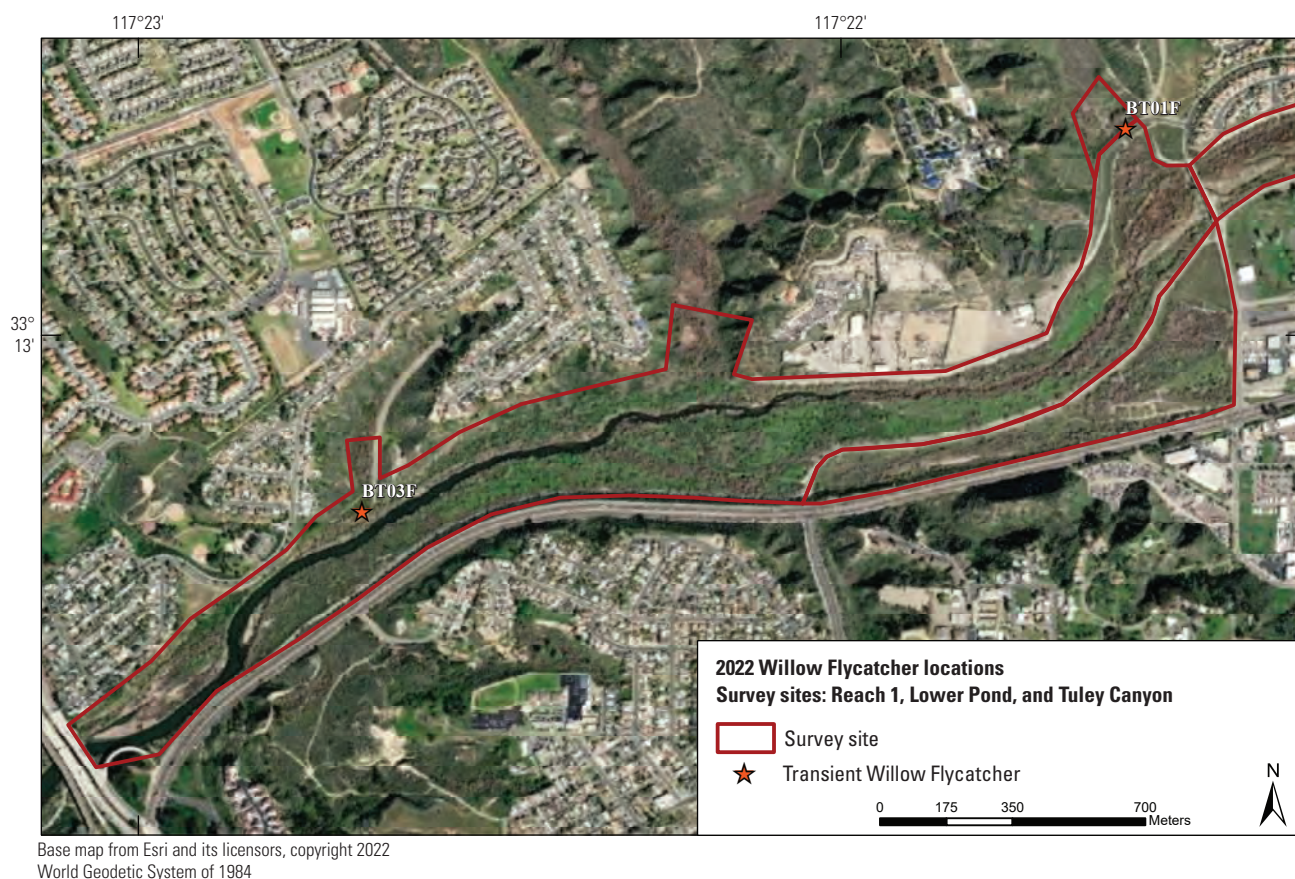 117°23'
117°22'
BT01F
33°
13'
BT03F
2022 Willow Flycatcher locations
Survey sites: Reach 1, Lower Pond, and Tuley Canyon
Survey site
Transient Willow Flycatcher
N
0 175 350 700
Meters
Base map from Esri and its licensors, copyright 2022
World Geodetic System of 1984